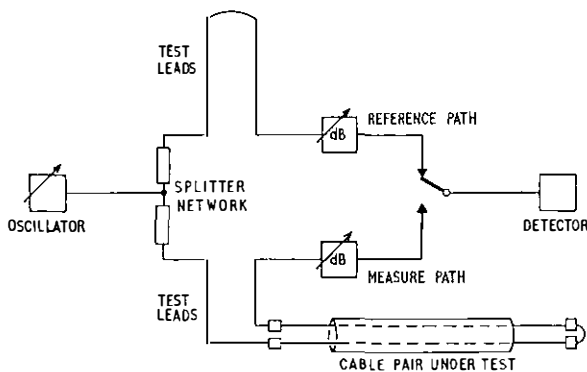 TEST
LEADS
REFERENCE PATH
dB
SPLITTER
NETWORK
OSCILLATOR
DETECTOR
dB
MEASURE PATH
TEST
LEADS
CABLE PAIR UNDER TEST